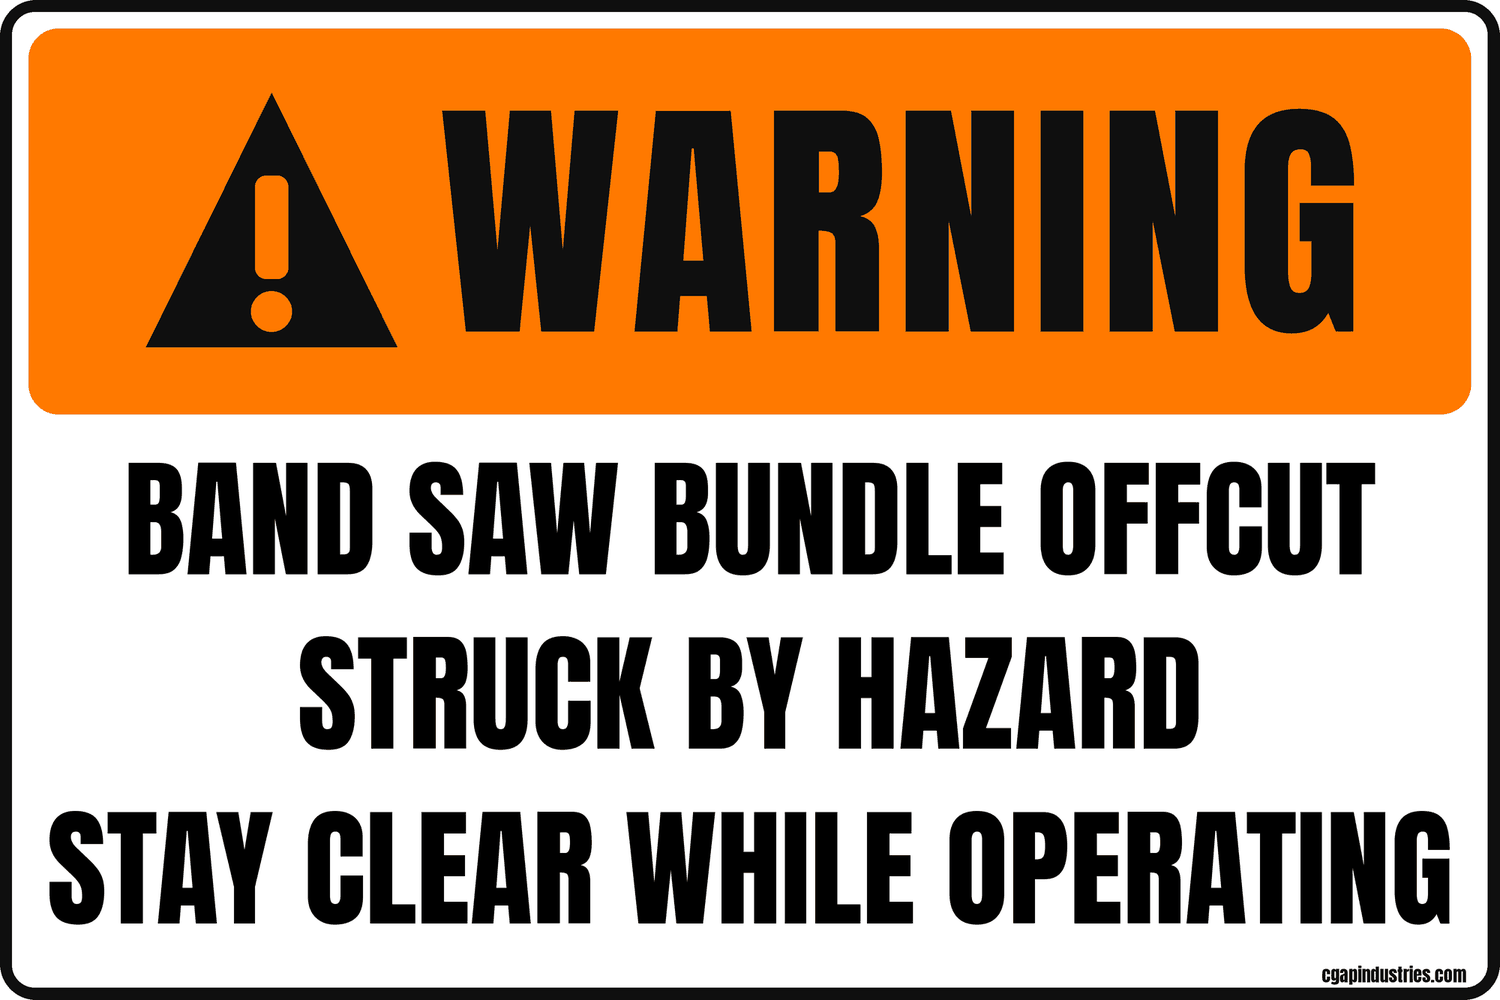 WARNING
BAND SAW BUNDLE OFFCUT
STRUCK BY HAZARD
STAY CLEAR WHILE OPERATING
cgapindustries.com